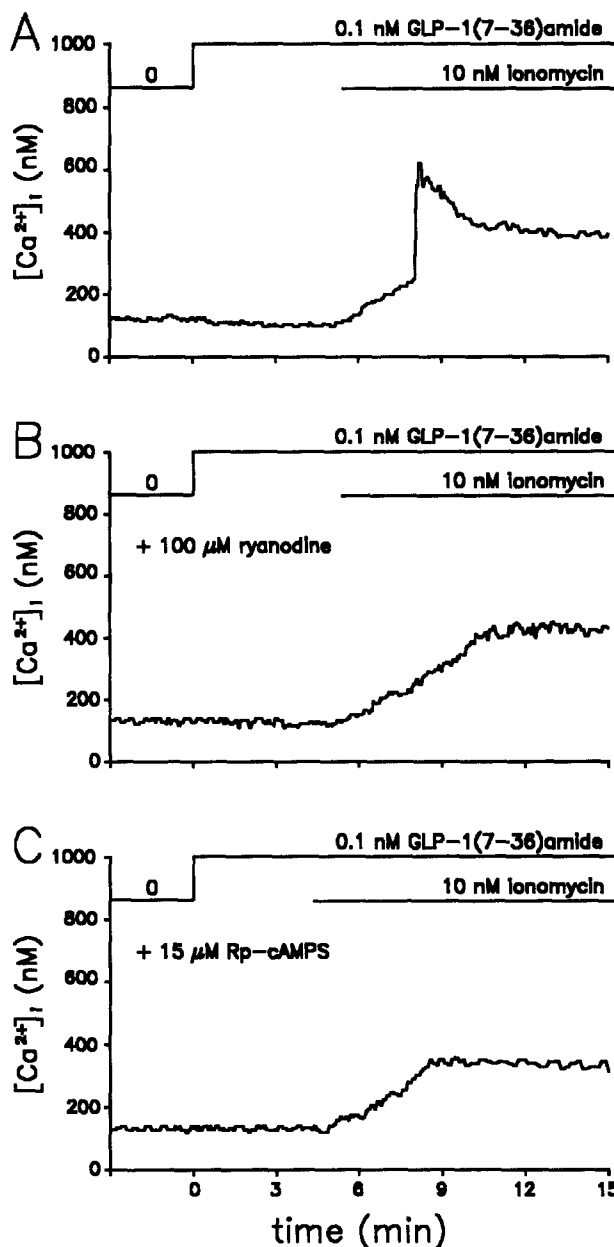 A
0.1 nM GLP-1(7-36)amide
0
10 nM ionomycin
1000
800
600
400
200
0
[Ca²⁺]ᵢ (nM)
B
0.1 nM GLP-1(7-36)amide
0
10 nM ionomycin
+ 100 μM ryanodine
1000
800
600
400
200
0
[Ca²⁺]ᵢ (nM)
C
0.1 nM GLP-1(7-36)amide
0
10 nM ionomycin
+ 15 μM Rp-cAMPS
1000
800
600
400
200
0
[Ca²⁺]ᵢ (nM)
0 3 6 9 12 15
time (min)